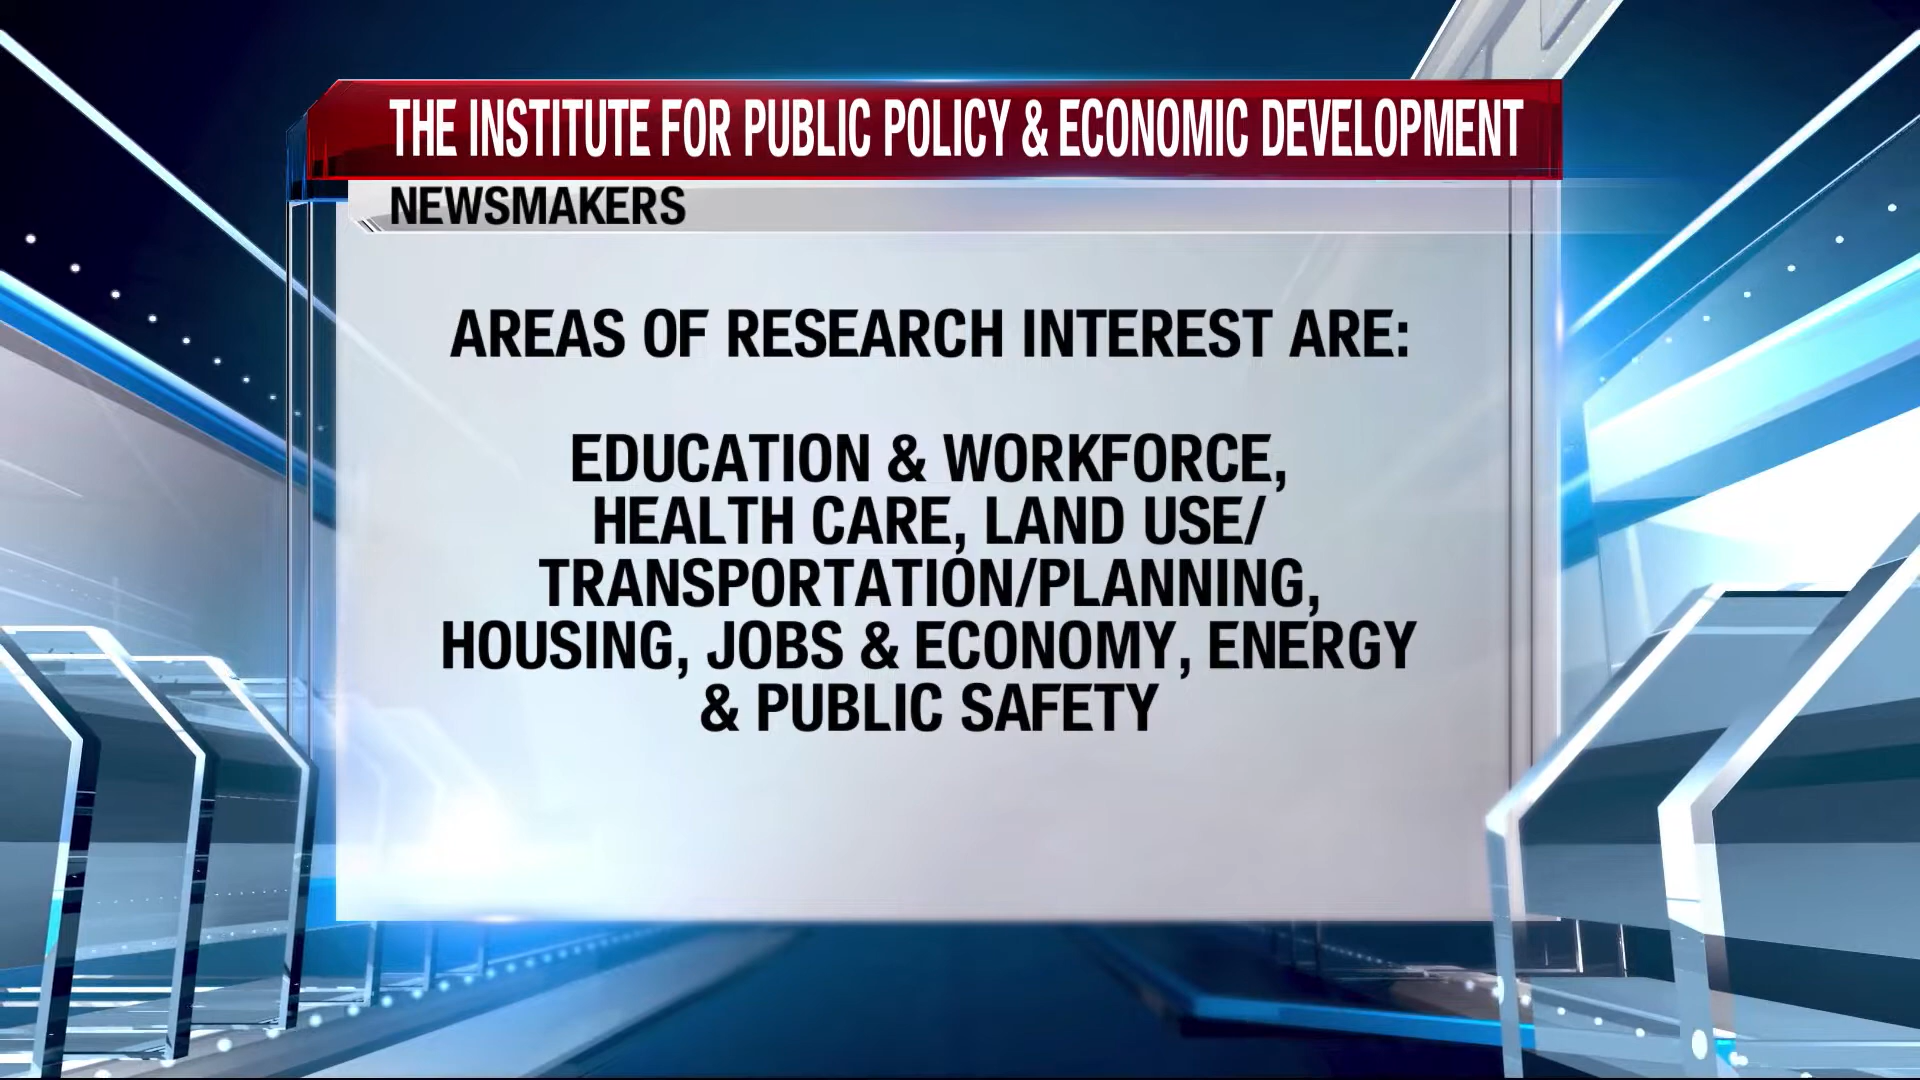 THE INSTITUTE FOR PUBLIC POLICY & ECONOMIC DEVELOPMENT
NEWSMAKERS
AREAS OF RESEARCH INTEREST ARE:
EDUCATION & WORKFORCE,
HEALTH CARE, LAND USE/
TRANSPORTATION/PLANNING,
HOUSING, JOBS & ECONOMY, ENERGY
& PUBLIC SAFETY